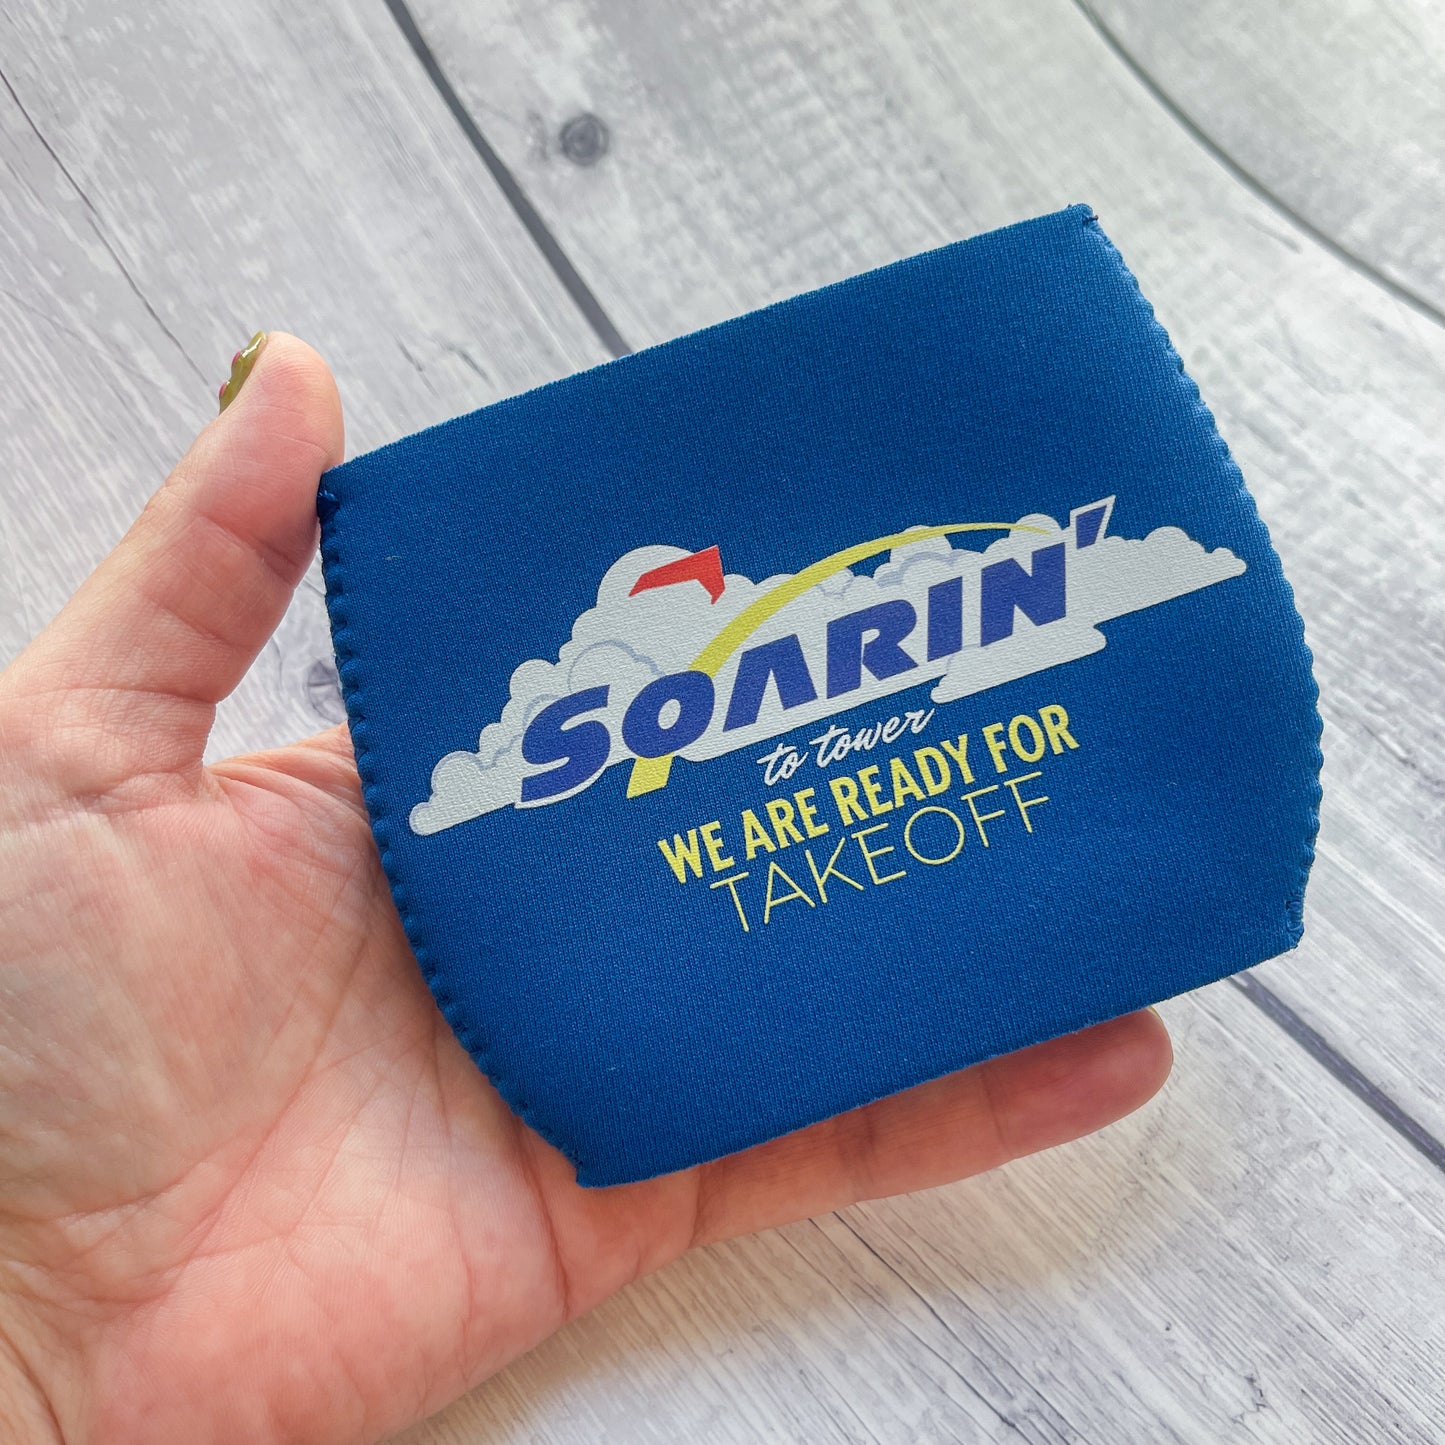 SOARIN'
to tower
WE ARE READY FOR
TAKEOFF